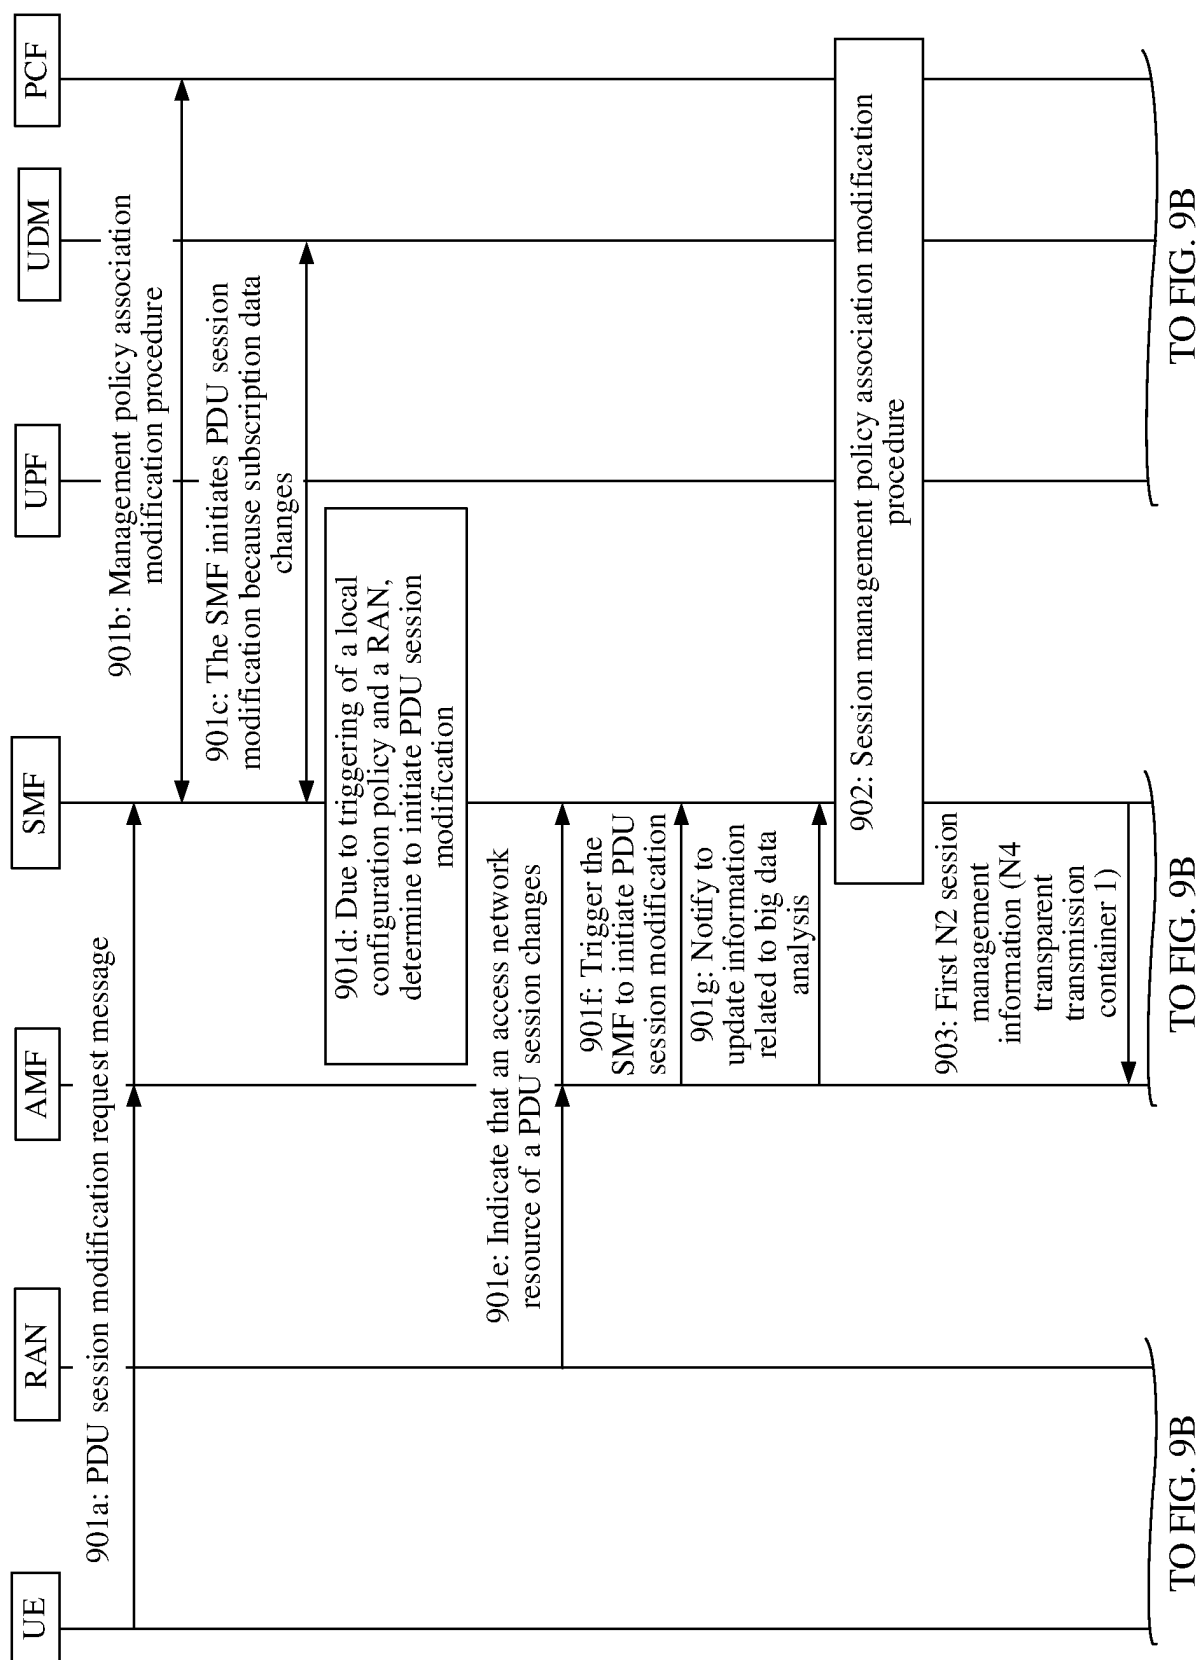 UE
RAN
AMF
SMF
UPF
UDM
PCF
901a: PDU session modification request message
901b: Management policy association
modification procedure
901c: The SMF initiates PDU session
modification because subscription data
changes
901d: Due to triggering of a local
configuration policy and a RAN,
determine to initiate PDU session
modification
901e: Indicate that an access network
resource of a PDU session changes
901f: Trigger the
SMF to initiate PDU
session modification
901g: Notify to
update information
related to big data
analysis
902: Session management policy association modification
procedure
903: First N2 session
management
information (N4
transparent
transmission
container 1)
TO FIG. 9B
TO FIG. 9B
TO FIG. 9B